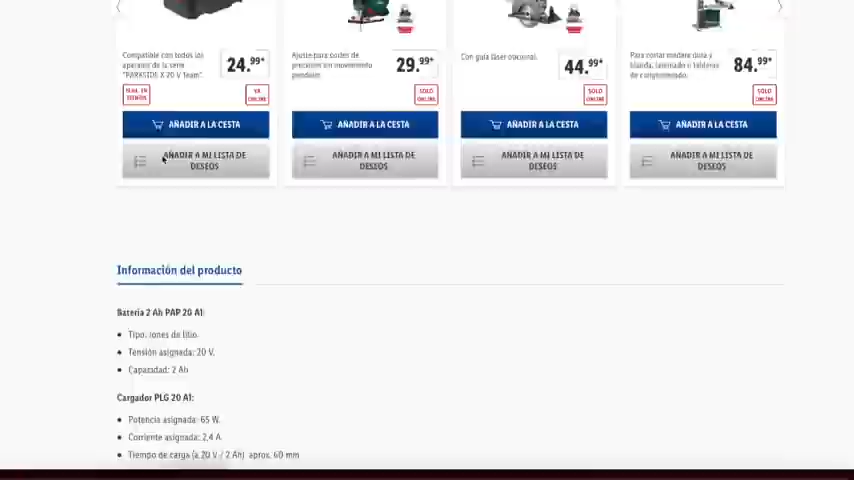 Compatible con todos los
aparatos de la serie
"PARKSIDE X 20 V Team".
24.99*
YA
ONLINE
AÑADIR A LA CESTA
AÑADIR A MI LISTA DE
DESEOS
Apto para cortes de
precisión sin movimiento
pendular.
29.99*
SOLO
ONLINE
AÑADIR A LA CESTA
AÑADIR A MI LISTA DE
DESEOS
Con guía láser opcional.
44.99*
SOLO
ONLINE
AÑADIR A LA CESTA
AÑADIR A MI LISTA DE
DESEOS
Para cortar madera dura y
blanda, laminado o tableros
de conglomerado.
84.99*
SOLO
ONLINE
AÑADIR A LA CESTA
AÑADIR A MI LISTA DE
DESEOS
Información del producto
Batería 2 Ah PAP 20 A1:
Tipo: iones de litio.
Tensión asignada: 20 V.
Capacidad: 2 Ah
Cargador PLG 20 A1:
Potencia asignada: 65 W.
Corriente asignada: 2,4 A
Tiempo de carga (a 20 V / 2 Ah): aprox. 60 min